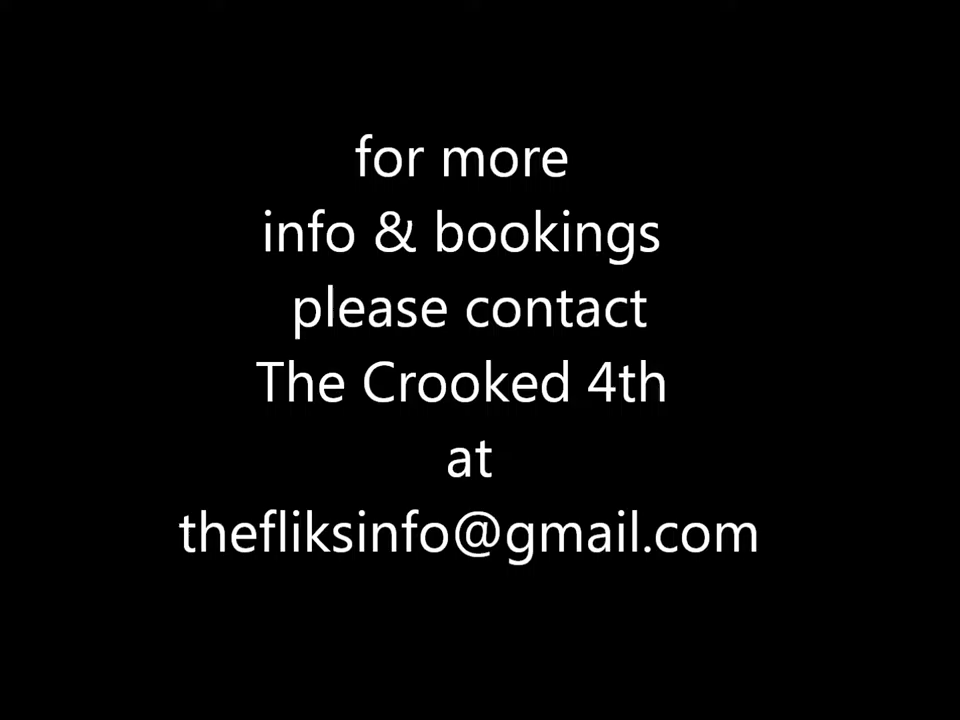 for more
info & bookings
please contact
The Crooked 4th
at
thefliksinfo@gmail.com